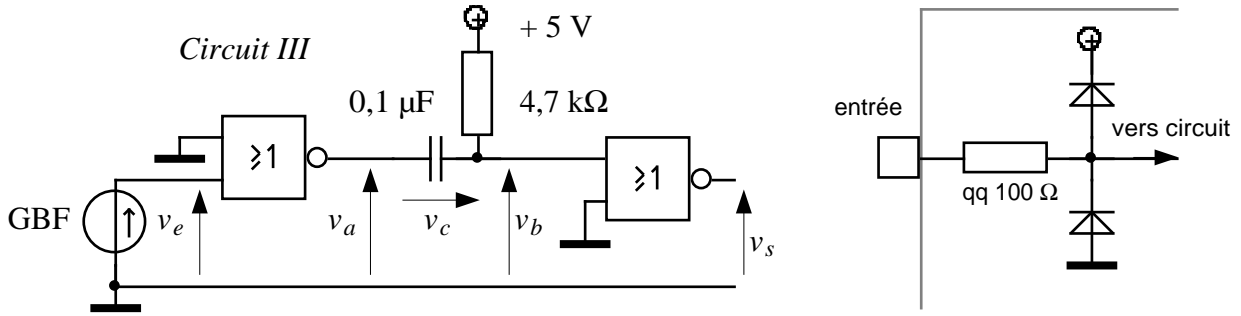 Circuit III
+ 5 V
0,1 µF
4,7 kΩ
≥1
≥1
GBF
v_e
v_a
v_c
v_b
v_s
entrée
vers circuit
qq 100 Ω